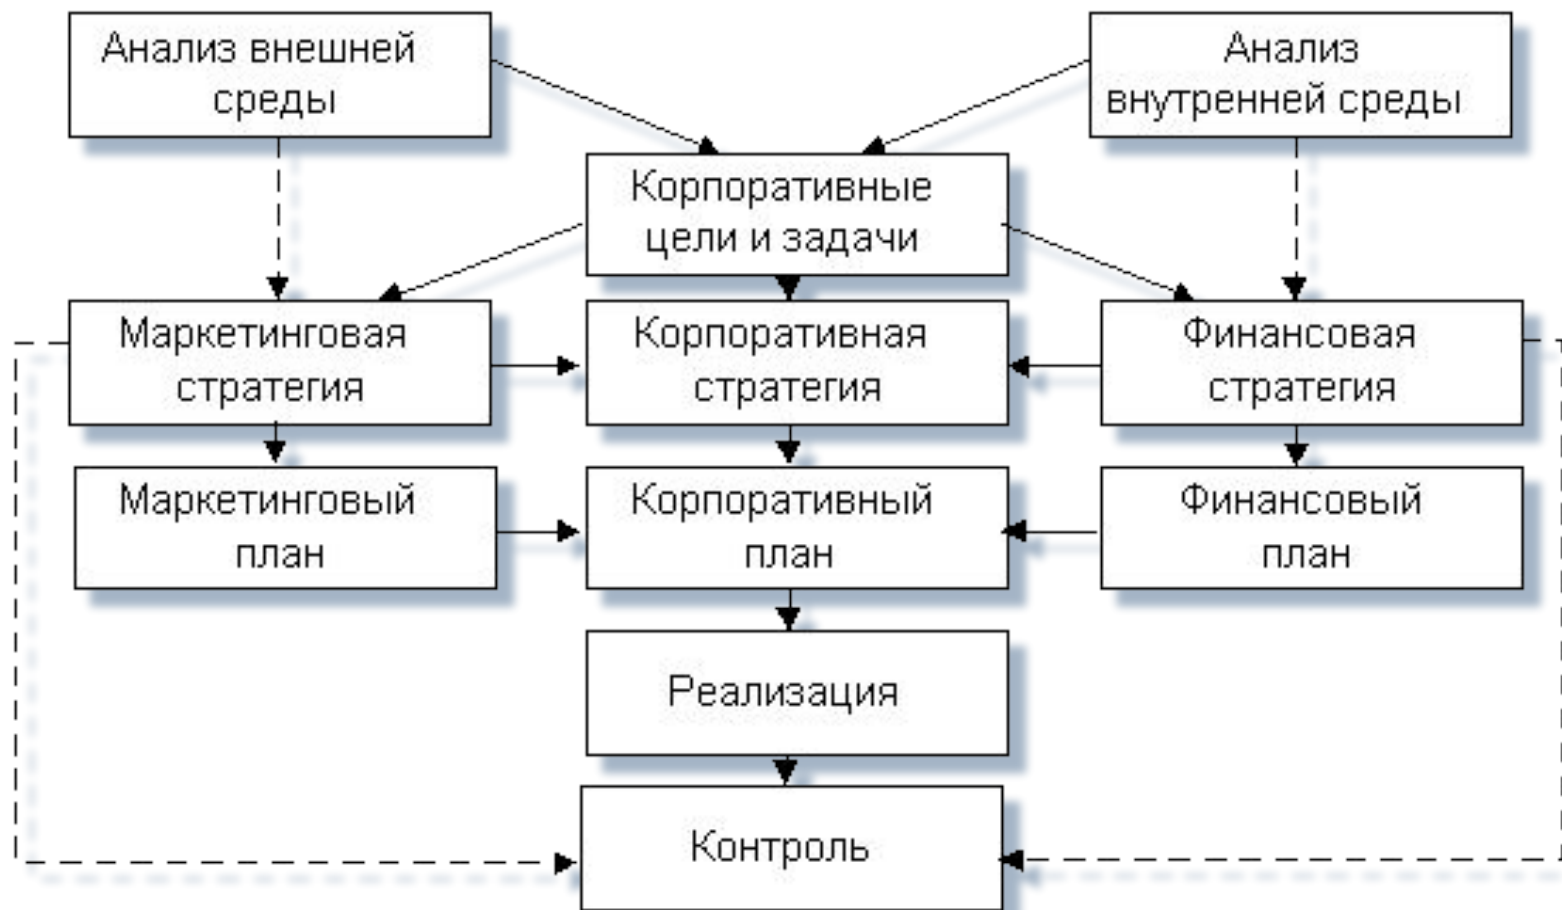 Анализ внешней
среды
Анализ
внутренней среды
Корпоративные
цели и задачи
Маркетинговая
стратегия
Корпоративная
стратегия
Финансовая
стратегия
Маркетинговый
план
Корпоративный
план
Финансовый
план
Реализация
Контроль